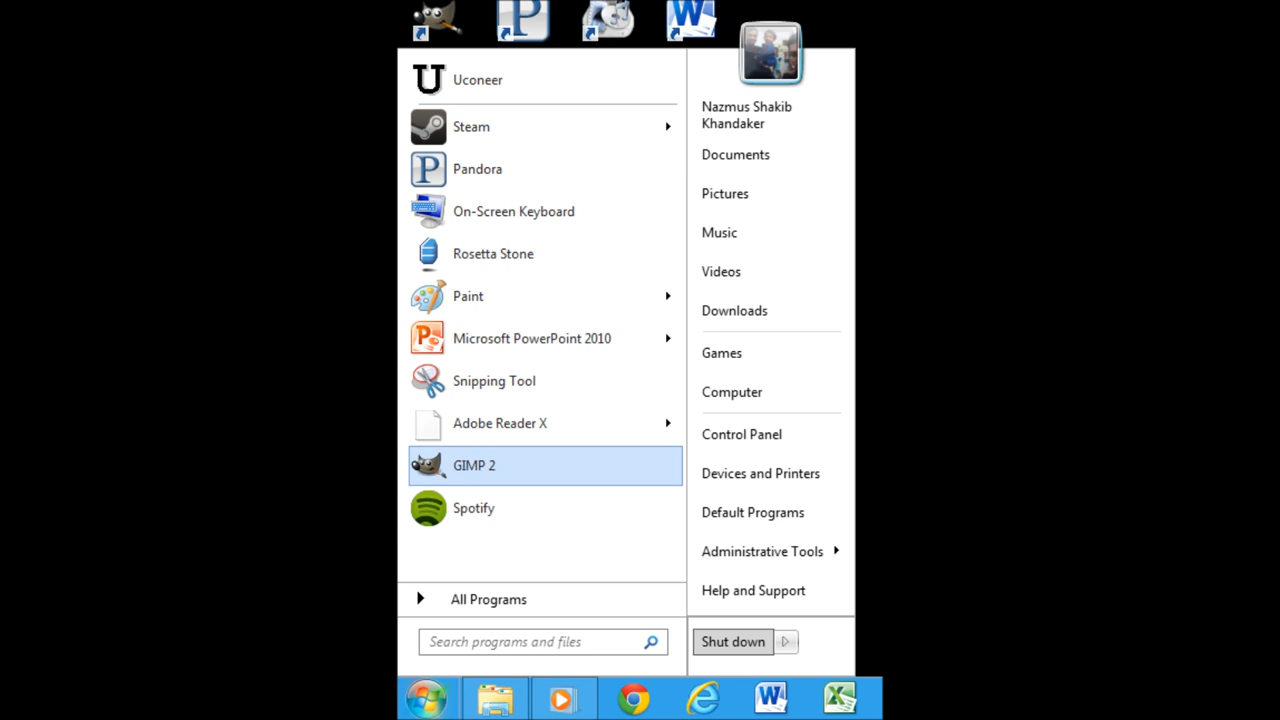 Uconeer
Steam
Pandora
On-Screen Keyboard
Rosetta Stone
Paint
Microsoft PowerPoint 2010
Snipping Tool
Adobe Reader X
GIMP 2
Spotify
All Programs
Search programs and files
Nazmus Shakib
Khandaker
Documents
Pictures
Music
Videos
Downloads
Games
Computer
Control Panel
Devices and Printers
Default Programs
Administrative Tools
Help and Support
Shut down